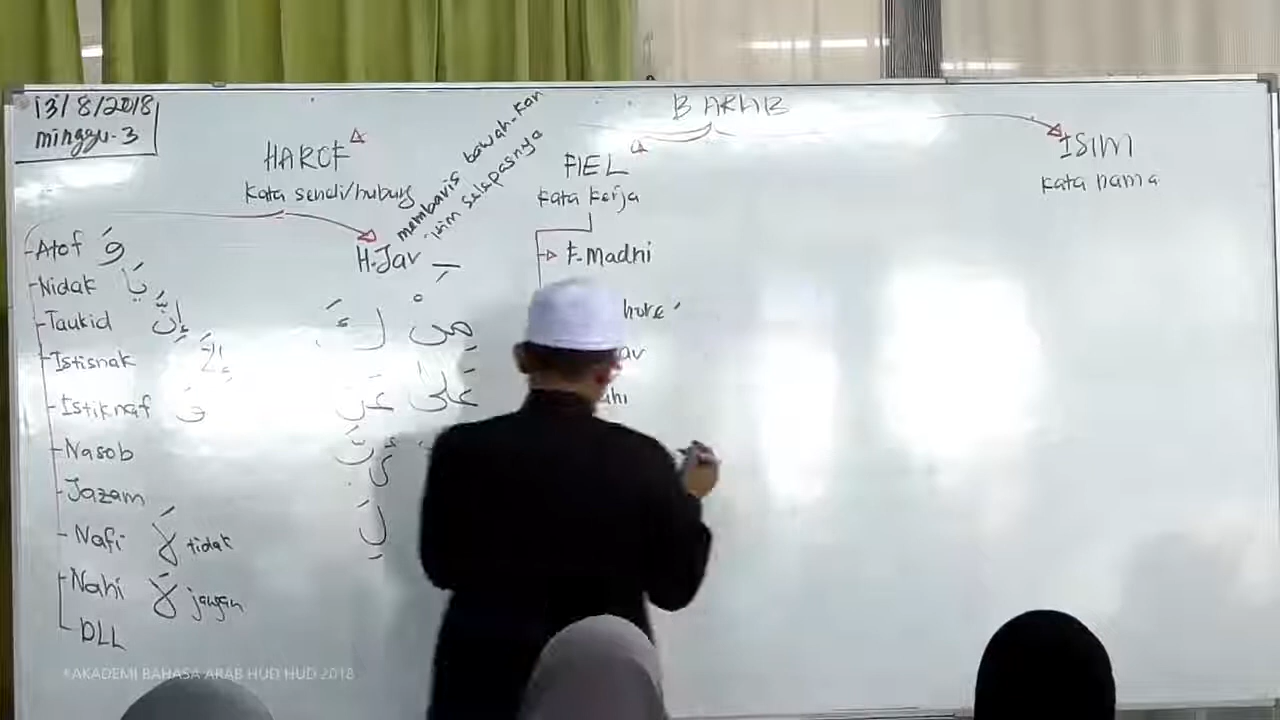 13/8/2018
minggu-3
B ARAB
HAROF
kata sendi/hubung
FIEL
kata kerja
ISIM
kata nama
membaris bawah-kan
isim selepasnya
H.Jar
Atof وَ
Nidak يَا
Taukid إِنَّ
Istisnak إِلَّا
Istiknaf وَ
Nasob
Jazam
Nafi لَا tidak
Nahi لَا jangan
DLL
مِنْ
عَلَىٰ عَنْ
رُبَّ
لِ
F.Madhi
©AKADEMI BAHASA ARAB HUD HUD 2018